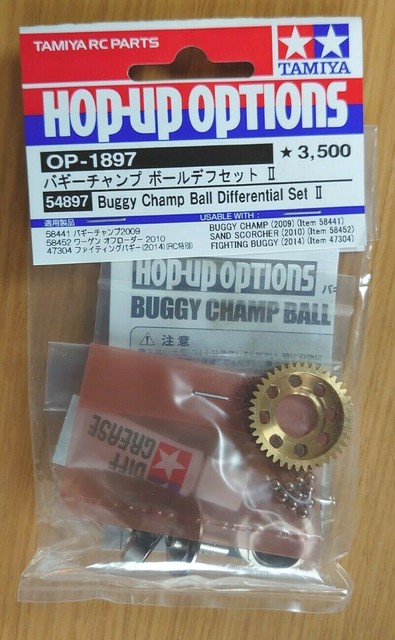 TAMIYA RC PARTS
TAMIYA
HOP-UP OPTIONS
OP-1897
★ 3,500
バギーチャンプ ボールデフセット Ⅱ
54897 Buggy Champ Ball Differential Set Ⅱ
適用製品
USABLE WITH :
58441 バギーチャンプ2009
BUGGY CHAMP (2009) (Item 58441)
58452 ワーゲン オフローダー 2010
SAND SCORCHER (2010) (Item 58452)
47304 ファイティングバギー(2014)(RC特別)
FIGHTING BUGGY (2014) (Item 47304)
HOP-UP OPTIONS
BUGGY CHAMP BALL
注意
DIFF
GREASE